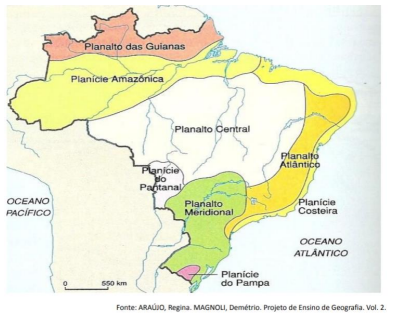 Planalto das Guianas
Planície Amazônica
Planalto Central
Planalto
Atlântico
Planície
do
Pantanal
OCEANO
PACÍFICO
Planalto
Meridional
Planície
Costeira
OCEANO
ATLÂNTICO
Planície
do Pampa
0 550 km
Fonte: ARAÚJO, Regina. MAGNOLI, Demétrio. Projeto de Ensino de Geografia. Vol. 2.